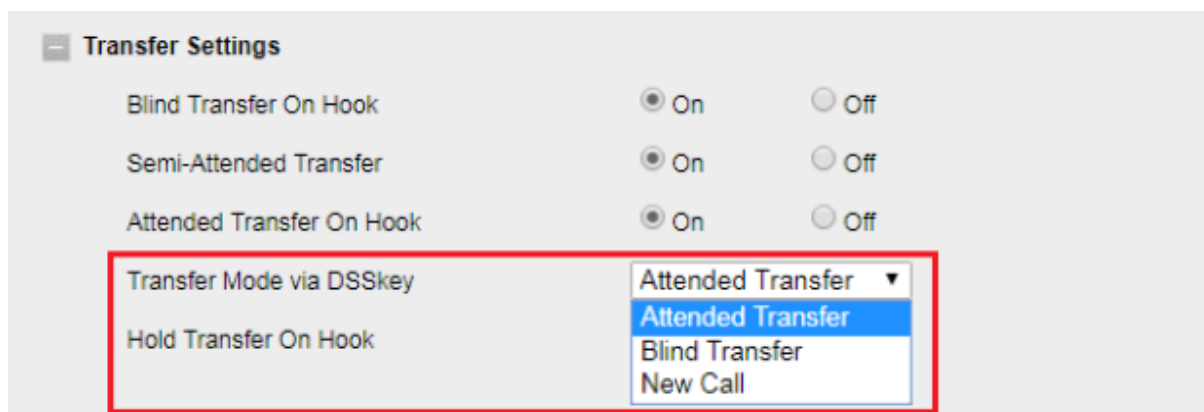 Transfer Settings
Blind Transfer On Hook On Off
Semi-Attended Transfer On Off
Attended Transfer On Hook On Off
Transfer Mode via DSSkey Attended Transfer
Attended Transfer
Hold Transfer On Hook
Blind Transfer
New Call